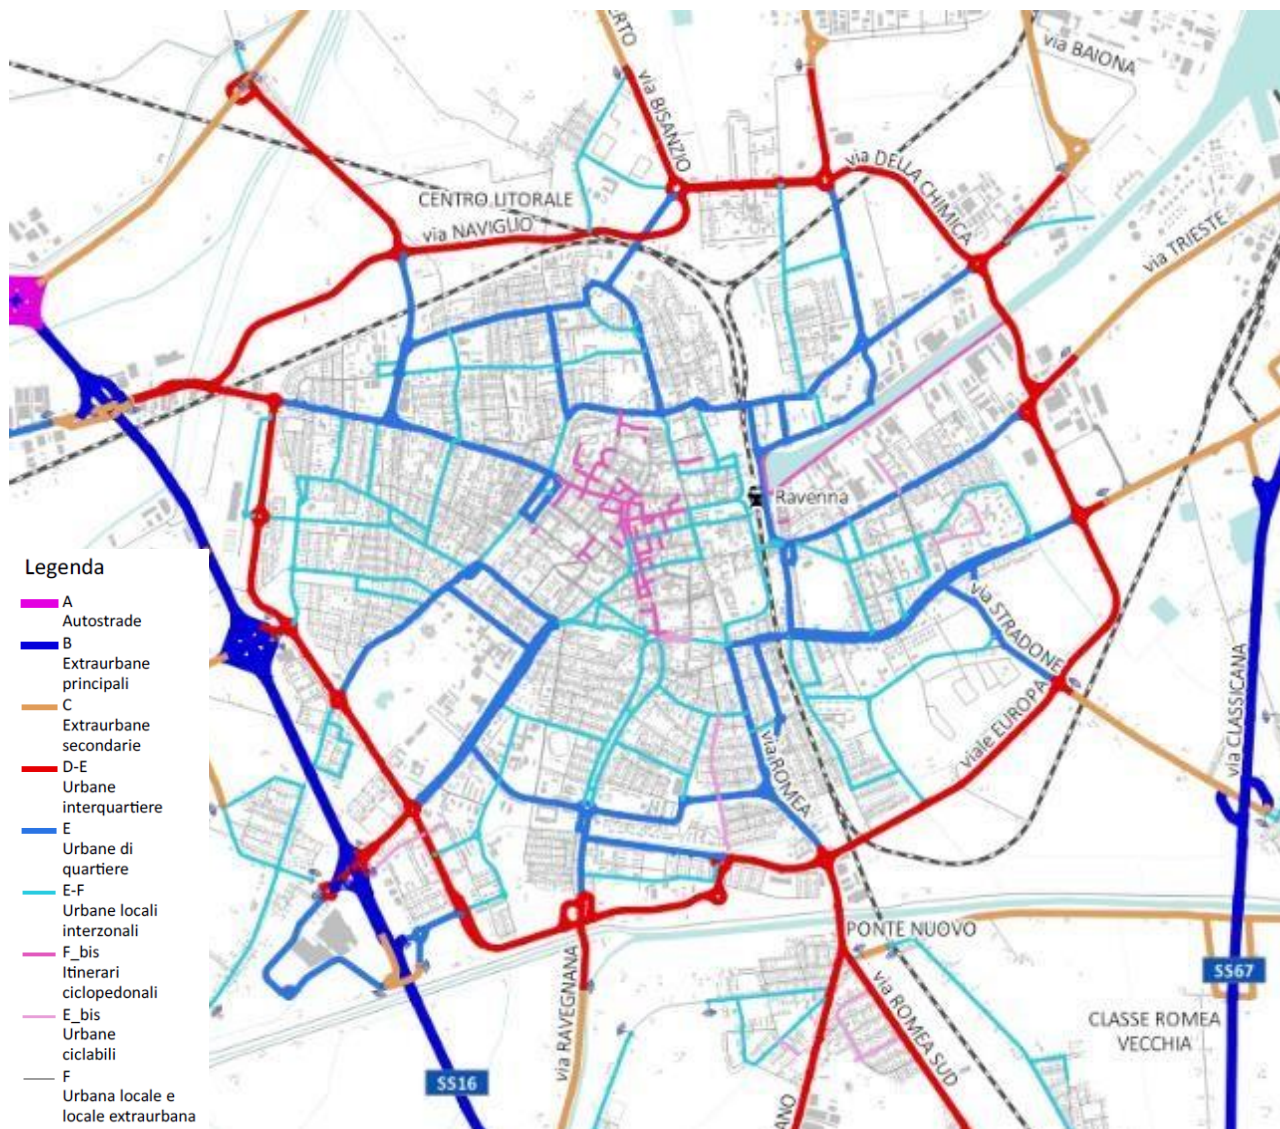 ERTO
via BAIONA
via BISANZIO
via DELLA CHIMICA
CENTRO LITORALE
via NAVIGLIO
via TRIESTE
Ravenna
via STRADONE
viale EUROPA
via CLASSICANA
via ROMEA
PONTE NUOVO
via RAVEGNANA
via ROMEA SUD
SS67
CLASSE ROMEA
VECCHIA
SS16
ANO
Legenda
A
Autostrade
B
Extraurbane
principali
C
Extraurbane
secondarie
D-E
Urbane
interquartiere
E
Urbane di
quartiere
E-F
Urbane locali
interzonali
F_bis
Itinerari
ciclopedonali
E_bis
Urbane
ciclabili
F
Urbana locale e
locale extraurbana